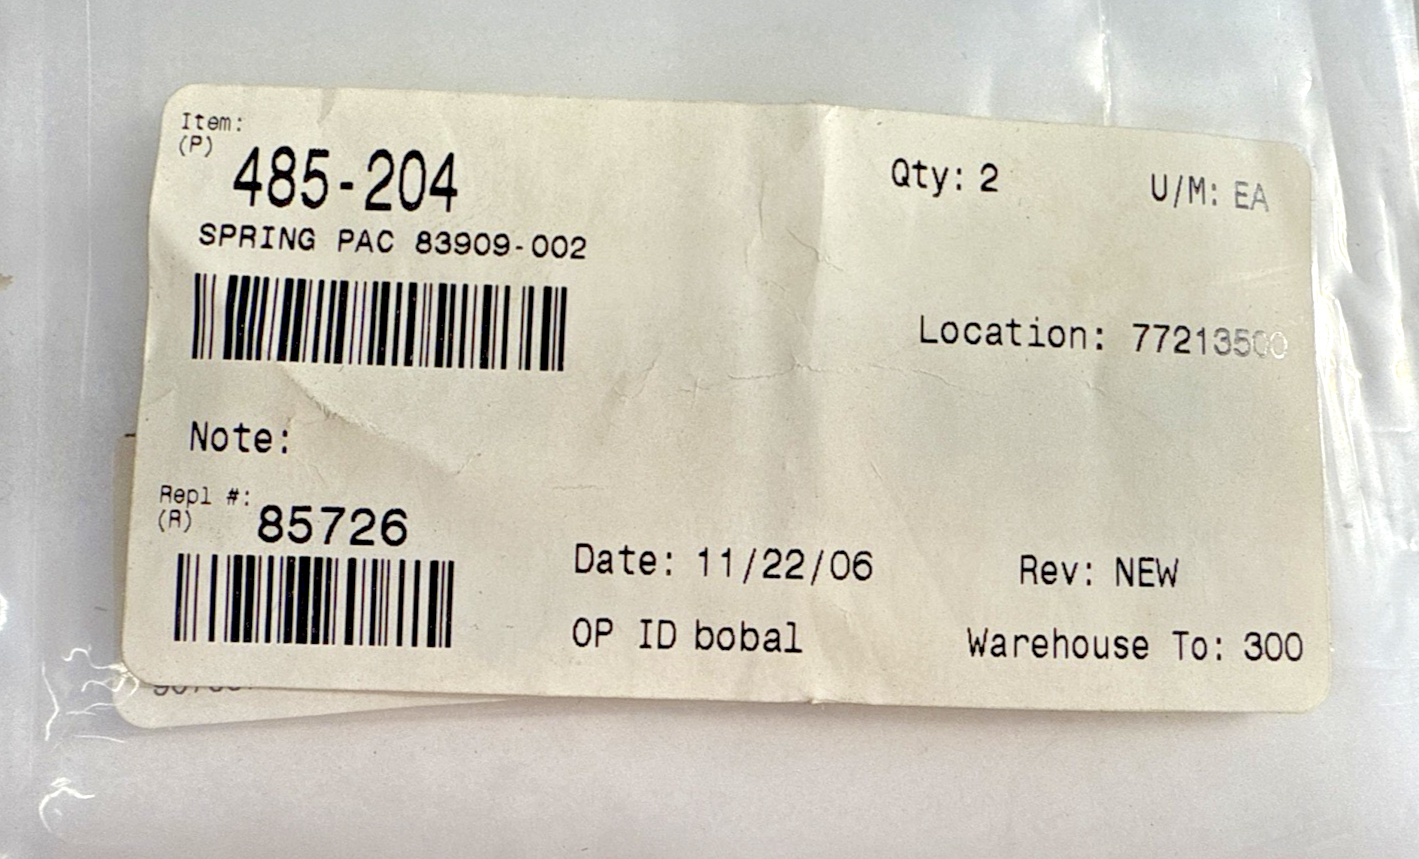 Item:
(P)
485-204
Qty: 2
U/M: EA
SPRING PAC 83909-002
Location: 77213500
Note:
Repl #:
(R)
85726
Date: 11/22/06
Rev: NEW
OP ID bobal
Warehouse To: 300